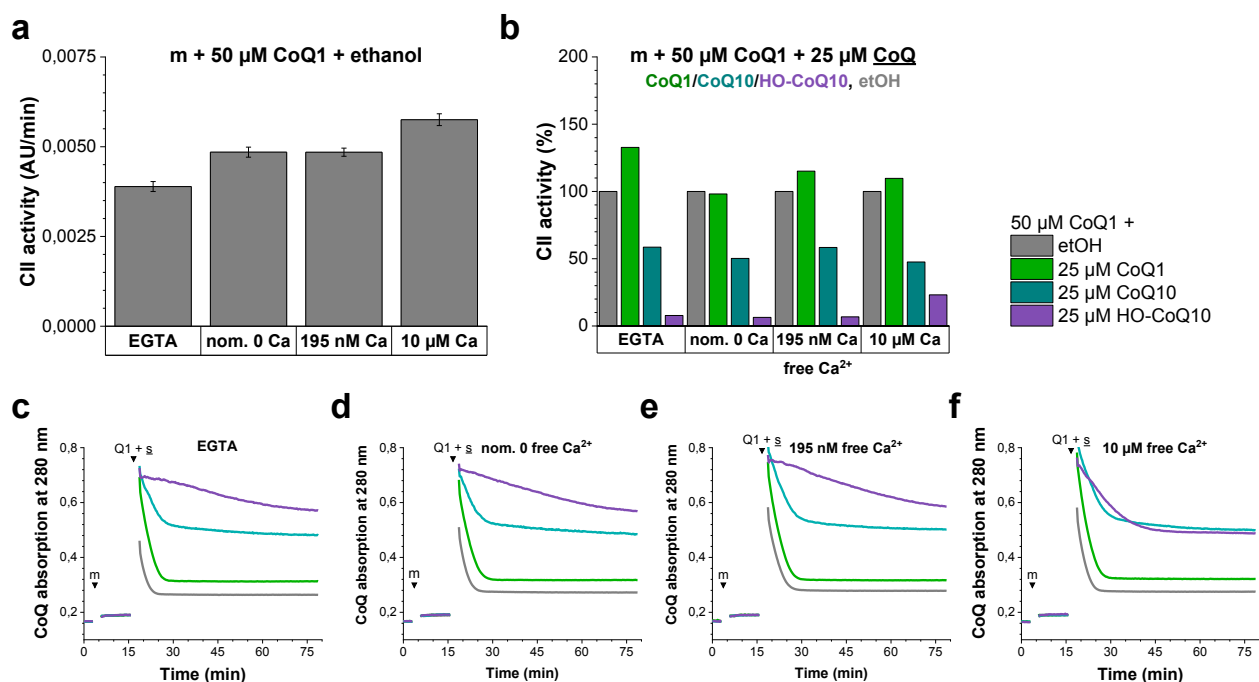 a
m + 50 µM CoQ1 + ethanol
CII activity (AU/min)
0,0075
0,0050
0,0025
0,0000
EGTA
nom. 0 Ca
195 nM Ca
10 µM Ca
b
m + 50 µM CoQ1 + 25 µM CoQ
CoQ1/CoQ10/HO-CoQ10, etOH
CII activity (%)
200
150
100
50
0
EGTA
nom. 0 Ca
195 nM Ca
10 µM Ca
free Ca²⁺
50 µM CoQ1 +
etOH
25 µM CoQ1
25 µM CoQ10
25 µM HO-CoQ10
c
Q1 + s
EGTA
CoQ absorption at 280 nm
0,8
0,6
0,4
0,2
m
0 15 30 45 60 75
Time (min)
d
Q1 + s
nom. 0 free Ca²⁺
CoQ absorption at 280 nm
0,8
0,6
0,4
0,2
m
0 15 30 45 60 75
Time (min)
e
Q1 + s
195 nM free Ca²⁺
CoQ absorption at 280 nm
0,8
0,6
0,4
0,2
m
0 15 30 45 60 75
Time (min)
f
Q1 + s
10 µM free Ca²⁺
CoQ absorption at 280 nm
0,8
0,6
0,4
0,2
m
0 15 30 45 60 75
Time (min)